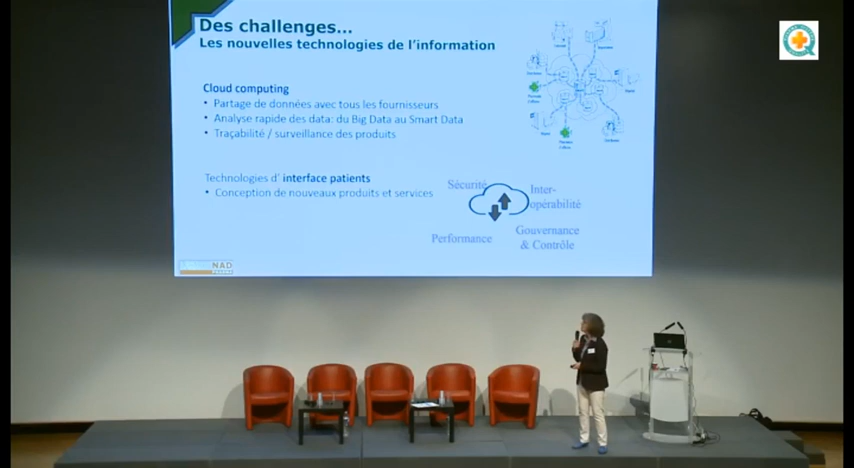 Des challenges...
Les nouvelles technologies de l'information
Cloud computing
• Partage de données avec tous les fournisseurs
• Analyse rapide des data: du Big Data au Smart Data
• Traçabilité / surveillance des produits
Technologies d' interface patients
• Conception de nouveaux produits et services
Sécurité
Inter-
opérabilité
Performance
Gouvernance
& Contrôle
NAD